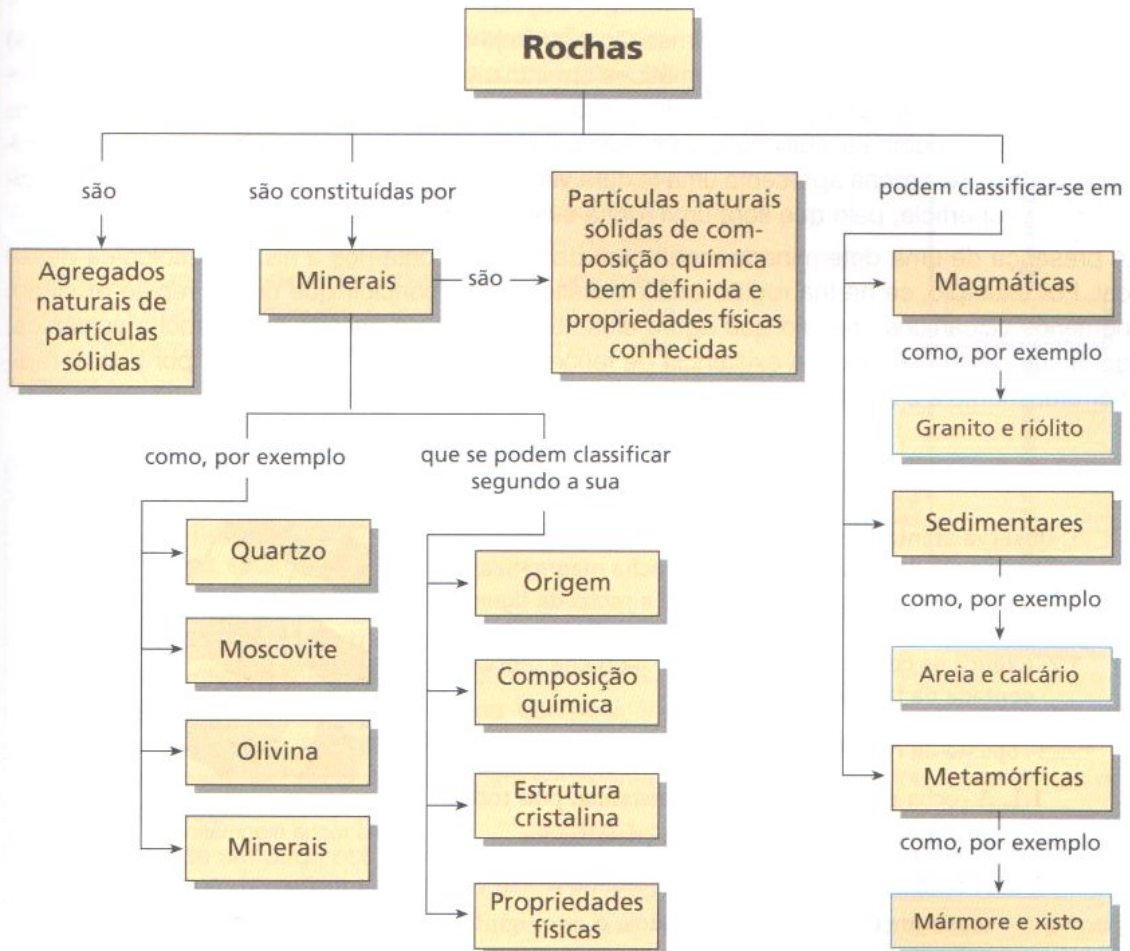 Rochas
são
são constituídas por
podem classificar-se em
Agregados
naturais de
partículas
sólidas
Minerais
são
Partículas naturais
sólidas de com-
posição química
bem definida e
propriedades físicas
conhecidas
Magmáticas
como, por exemplo
Granito e riólito
Sedimentares
como, por exemplo
Areia e calcário
Metamórficas
como, por exemplo
Mármore e xisto
como, por exemplo
Quartzo
Moscovite
Olivina
Minerais
que se podem classificar
segundo a sua
Origem
Composição
química
Estrutura
cristalina
Propriedades
físicas